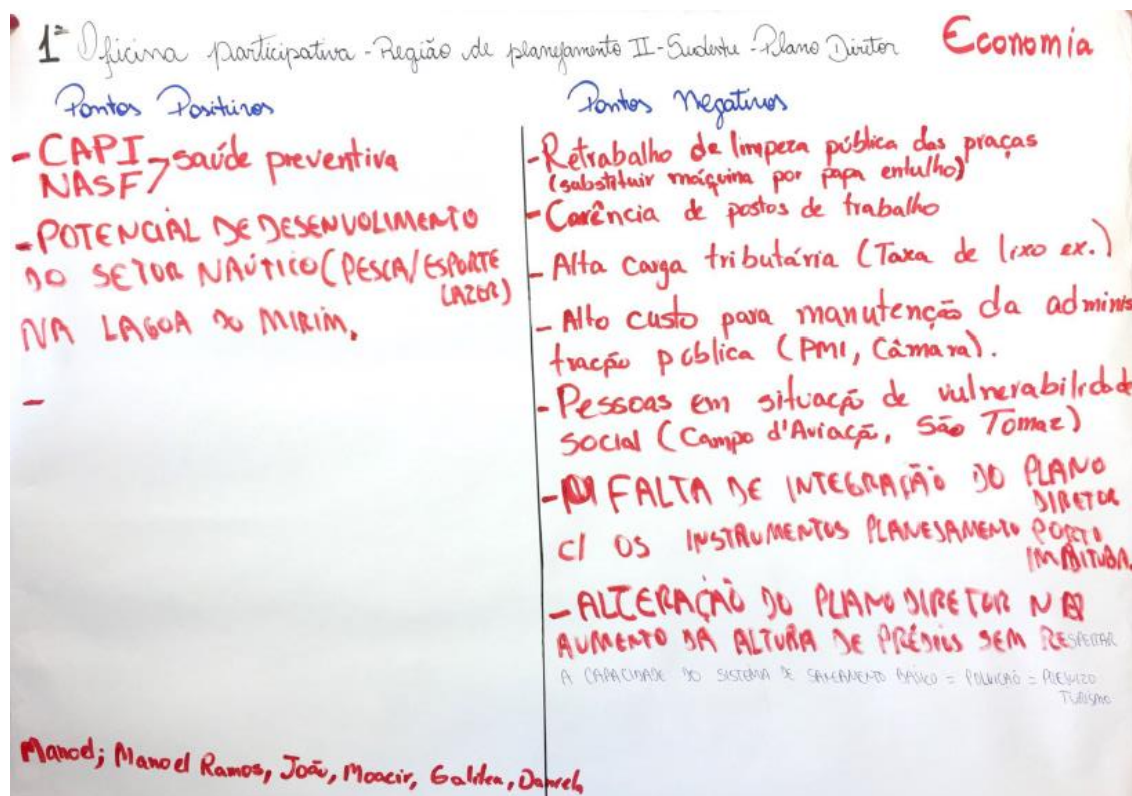 1ª Oficina participativa - Região de planejamento II - Sudeste - Plano Diretor
Economia
Pontos Positivos
- CAPI
NASF > saúde preventiva
- POTENCIAL DE DESENVOLIMENTO
DO SETOR NAÚTICO (PESCA/ESPORTE
LAZER)
NA LAGOA DO MIRIM.
-
Pontos Negativos
- Retrabalho de limpeza pública das praças
(substituir máquina por papa entulho)
- Carência de postos de trabalho
- Alta carga tributária (Taxa de lixo ex.)
- Alto custo para manutenção da adminis
tração pública (PMI, Câmara).
- Pessoas em situação de vulnerabilidade
social (Campo d'Aviação, São Tomaz)
- FALTA DE INTEGRAÇÃO DO PLANO
DIRETOR
C/ OS INSTRUMENTOS PLANEJAMENTO PORTO
IMBITUBA.
- ALTERAÇÃO DO PLANO DIRETOR NO
AUMENTO DA ALTURA DE PRÉDIOS SEM RESPEITAR
A CAPACIDADE DO SISTEMA DE SANEAMENTO BÁSICO = POLUIÇÃO = PREJUIZO
TURISMO
Manoel; Manoel Ramos, João, Moacir, Galilea, Daniel